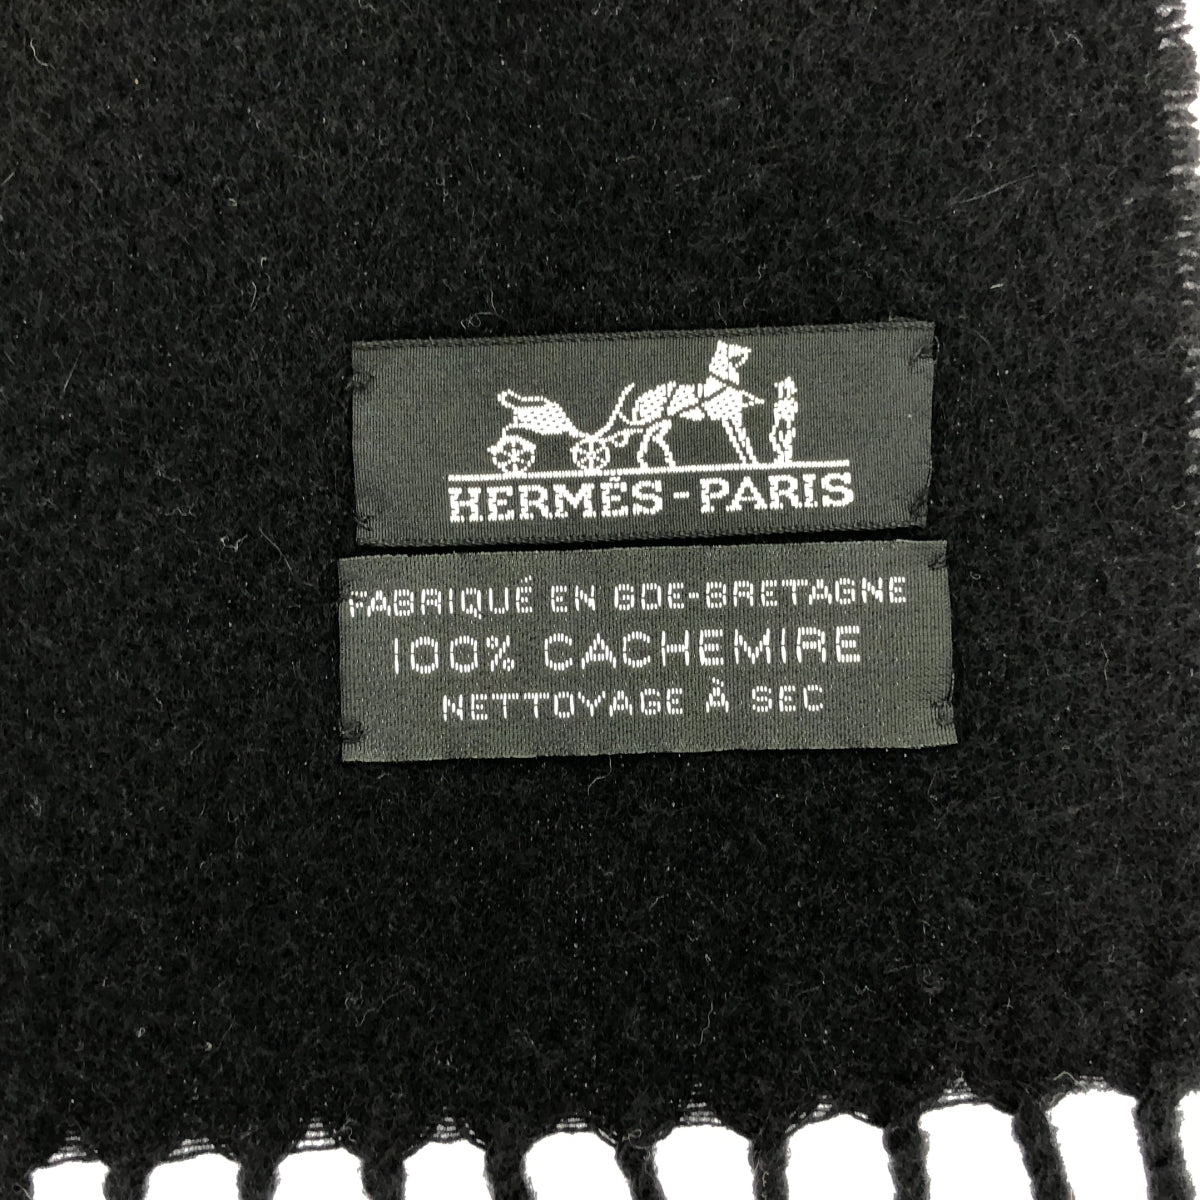 HERMÈS-PARIS
FABRIQUÉ EN GDE-BRETAGNE
100% CACHEMIRE
NETTOYAGE À SEC